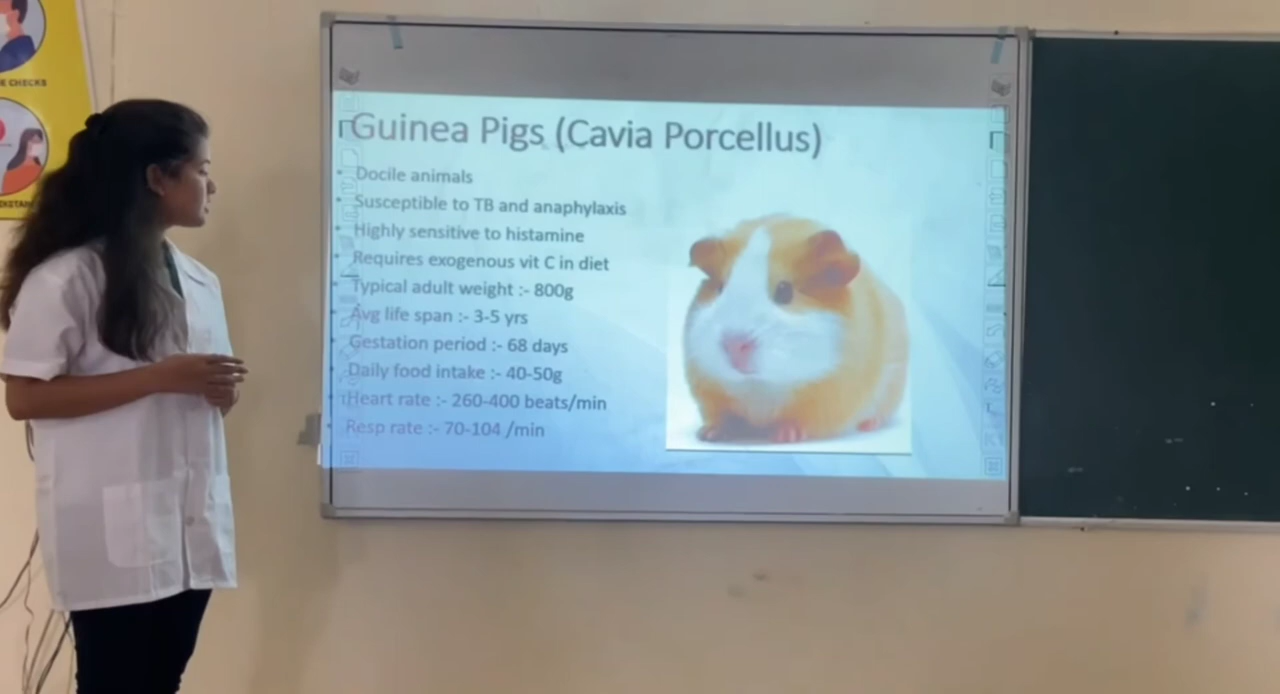 E CHECKS
Guinea Pigs (Cavia Porcellus)
• Docile animals
• Susceptible to TB and anaphylaxis
• Highly sensitive to histamine
• Requires exogenous vit C in diet
• Typical adult weight :- 800g
• Avg life span :- 3-5 yrs
• Gestation period :- 68 days
• Daily food intake :- 40-50g
• Heart rate :- 260-400 beats/min
• Resp rate :- 70-104 /min